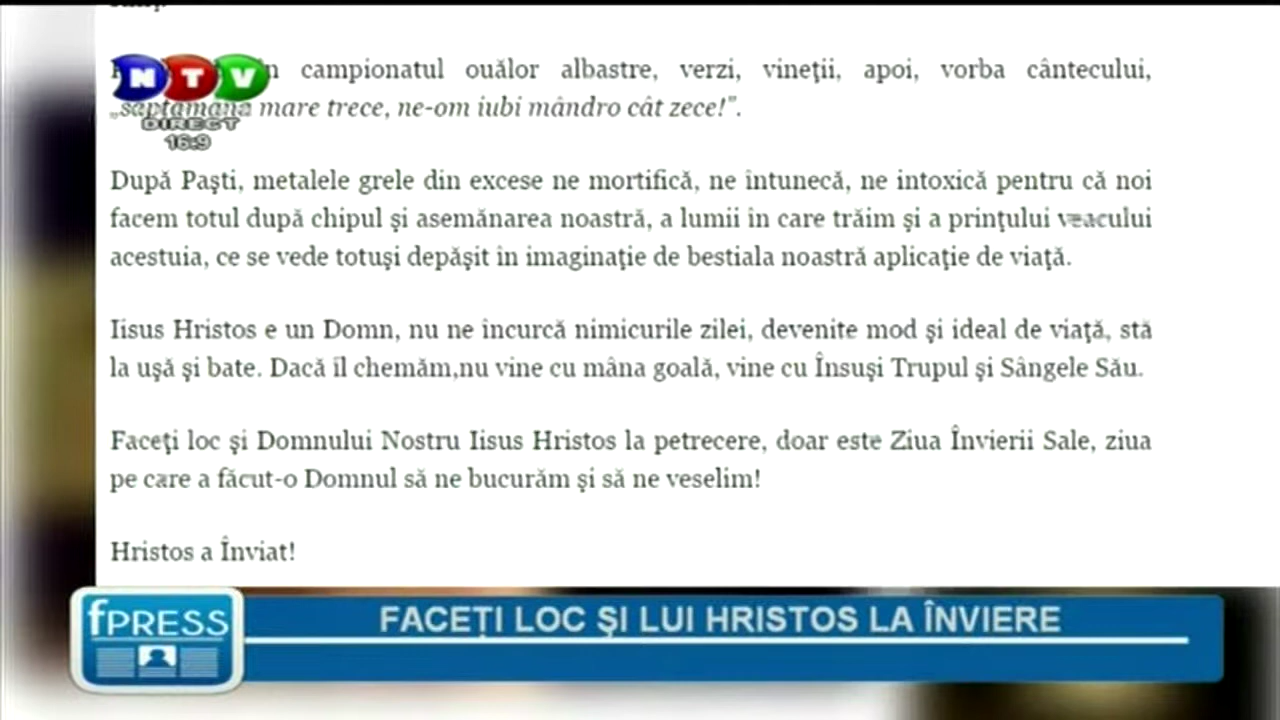 n campionatul ouălor albastre, verzi, vineţii, apoi, vorba cântecului,
NTV
„săptămâna mare trece, ne-om iubi mândro cât zece!".
DIRECT
16:9
După Paşti, metalele grele din excese ne mortifică, ne întunecă, ne intoxică pentru că noi
facem totul după chipul şi asemănarea noastră, a lumii în care trăim şi a prinţului veacului
acestuia, ce se vede totuşi depăşit în imaginaţie de bestiala noastră aplicaţie de viaţă.
Iisus Hristos e un Domn, nu ne încurcă nimicurile zilei, devenite mod şi ideal de viaţă, stă
la uşă şi bate. Dacă îl chemăm,nu vine cu mâna goală, vine cu Însuşi Trupul şi Sângele Său.
Faceţi loc şi Domnului Nostru Iisus Hristos la petrecere, doar este Ziua Învierii Sale, ziua
pe care a făcut-o Domnul să ne bucurăm şi să ne veselim!
Hristos a Înviat!
fPRESS
FACEŢI LOC ŞI LUI HRISTOS LA ÎNVIERE